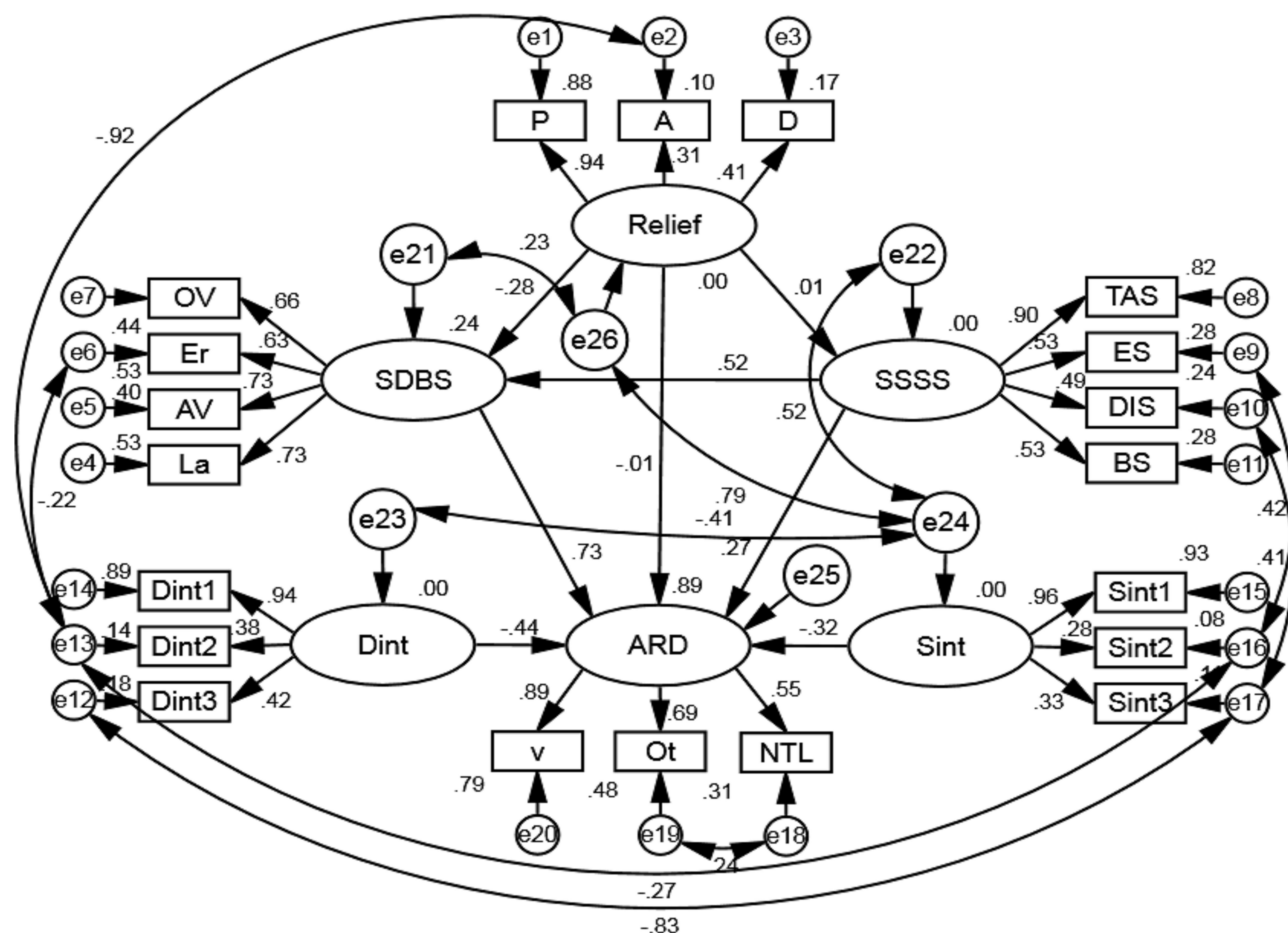 e1 e2 e3
.88 .10 .17
P A D
-.92
.94 .31 .41
Relief
e21 .23 e22
-.28 .00 .01
.82
e7 OV .66 TAS e8
.24 e26 .00 .90
.44 .28
e6 Er .63 .53 ES e9
SDBS .52 SSSS
.53 .73 .49 .24
e5 .40 AV DIS e10
.52
.53 .53 .28
e4 La .73 BS e11
-.01
-.22 .79 .42
e23 -.41 e24
.73 .27
.93 .41
.89 e25
e14 .89 Dint1 .94 .00 .00 .96 Sint1 e15
.08
e13 .14 Dint2 .38 -.44 -.32 .28 Sint2 e16
Dint ARD Sint
.18
e12 Dint3 .42 .33 Sint3 e17
.89 .69 .55
v Ot NTL
.79 .48 .31
e20 e19 e18
.24
-.27
-.83